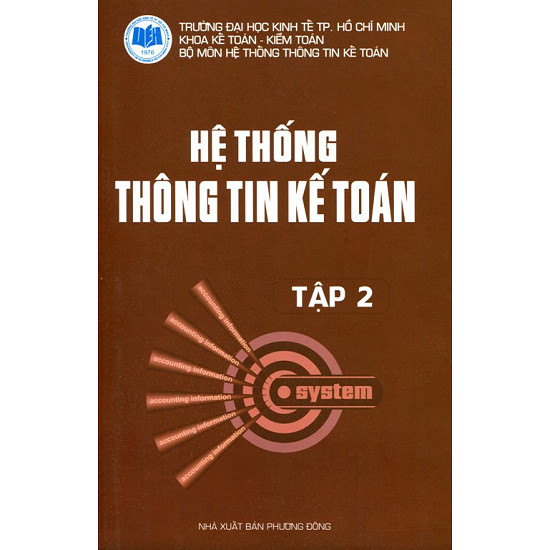 TRƯỜNG ĐẠI HỌC KINH TẾ TP. HỒ CHÍ MINH
KHOA KẾ TOÁN - KIỂM TOÁN
BỘ MÔN HỆ THỐNG THÔNG TIN KẾ TOÁN
1976
HỆ THỐNG
THÔNG TIN KẾ TOÁN
TẬP 2
accounting information
accounting information
accounting information
accounting information
accounting information
accounting information
system
NHÀ XUẤT BẢN PHƯƠNG ĐÔNG